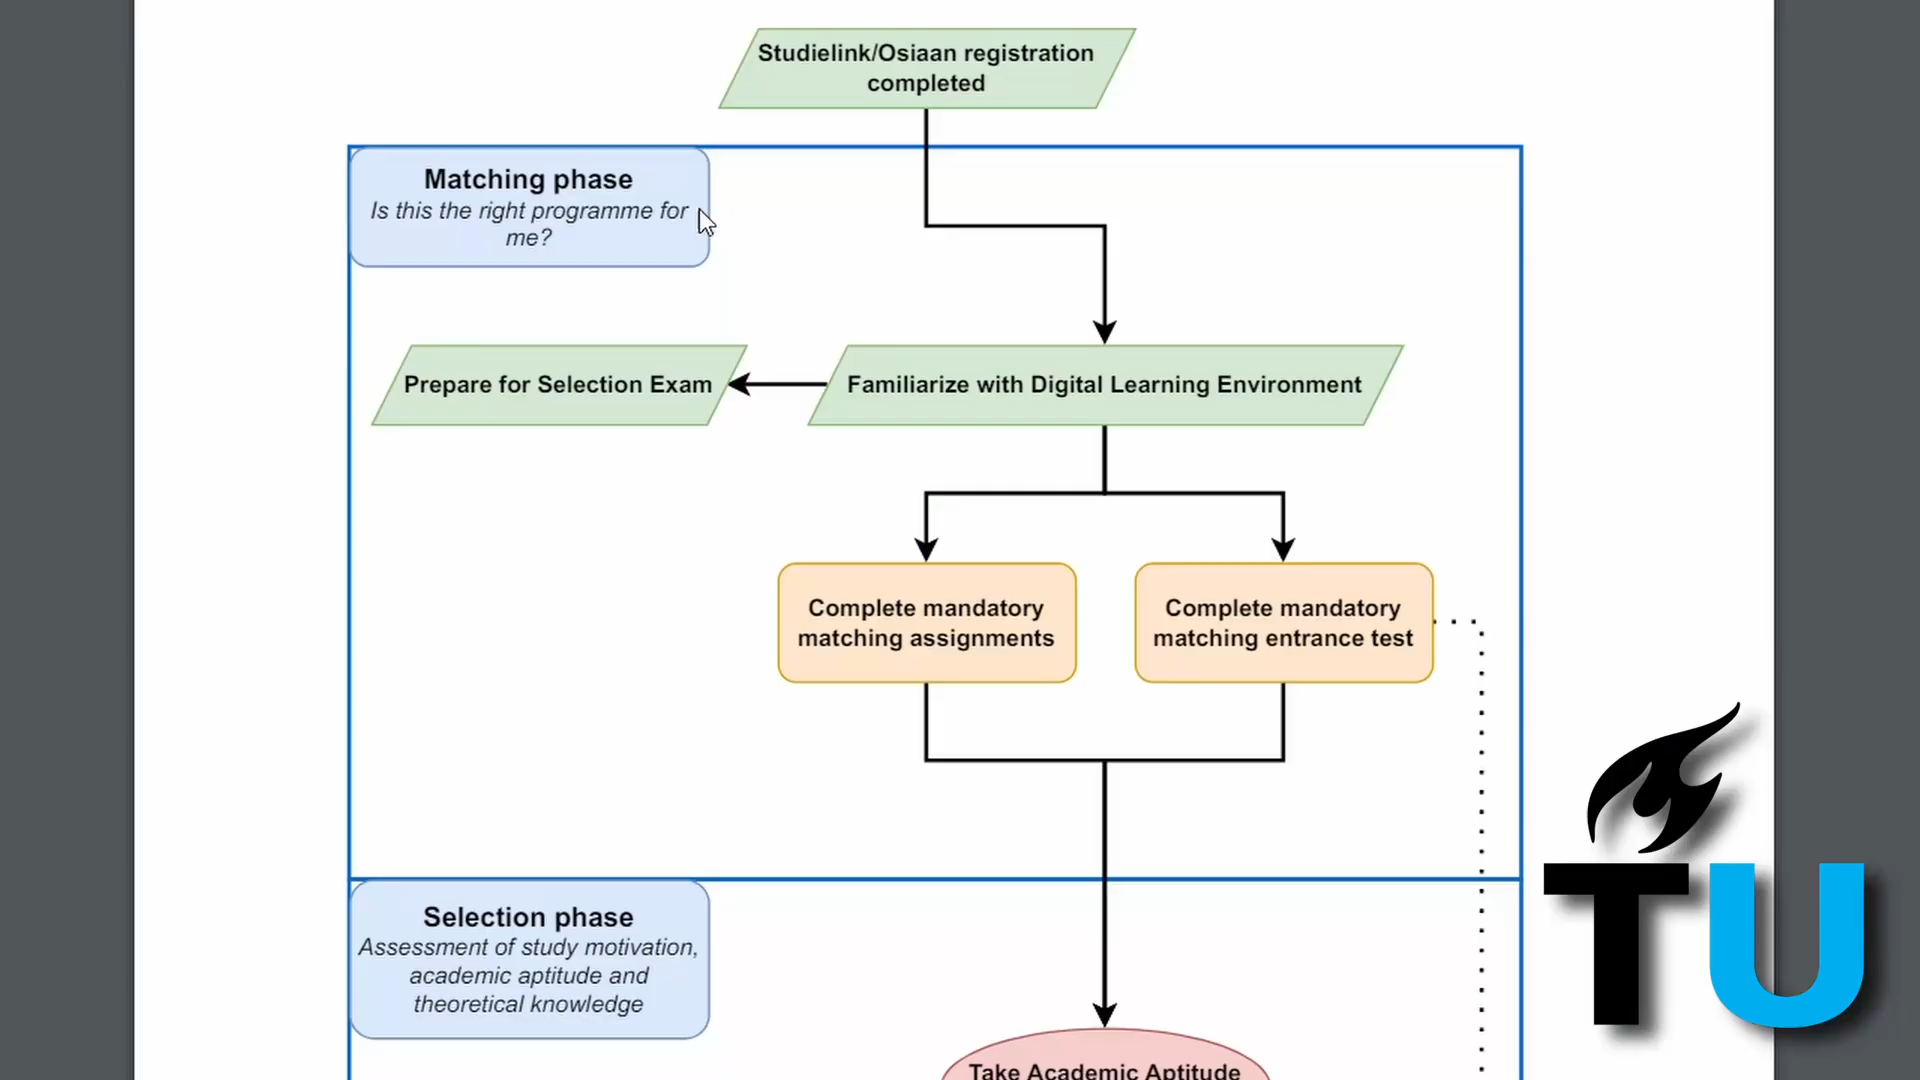 Studielink/Osiaan registration
completed
Matching phase
Is this the right programme for
me?
Prepare for Selection Exam
Familiarize with Digital Learning Environment
Complete mandatory
matching assignments
Complete mandatory
matching entrance test
Selection phase
Assessment of study motivation,
academic aptitude and
theoretical knowledge
Take Academic Aptitude
TU